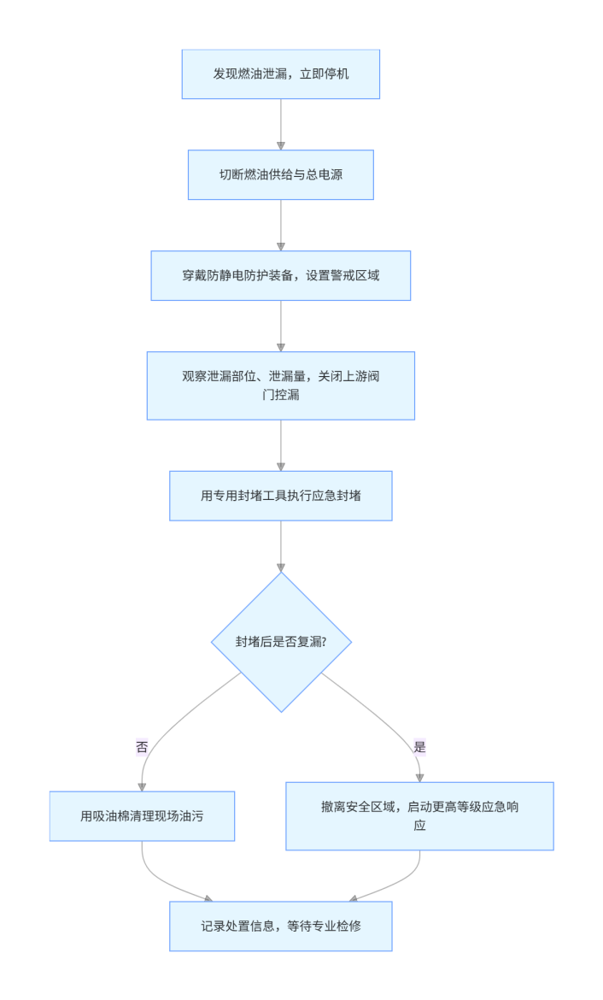 发现燃油泄漏，立即停机
切断燃油供给与总电源
穿戴防静电防护装备，设置警戒区域
观察泄漏部位、泄漏量，关闭上游阀
门控漏
用专用封堵工具执行应急封堵
封堵后是否复漏?
否
是
用吸油棉清理现场油污
撤离安全区域，启动更高等级应急响
应
记录处置信息，等待专业检修